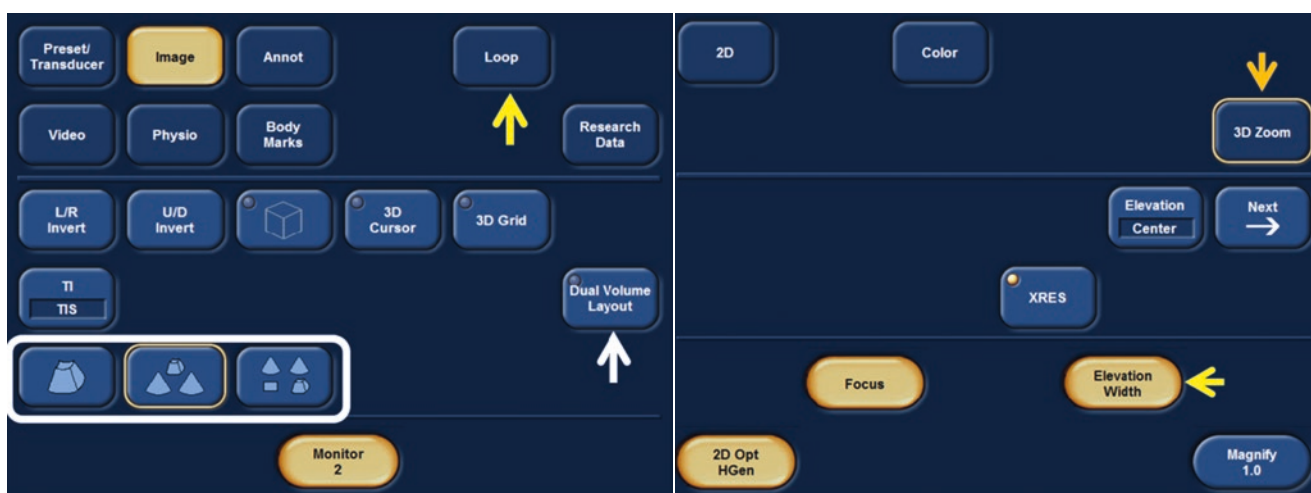 Preset/
Transducer
Image
Annot
Loop
Video
Physio
Body
Marks
Research
Data
L/R
Invert
U/D
Invert
3D
Cursor
3D Grid
TI
TIS
Dual Volume
Layout
Monitor
2
2D
Color
3D Zoom
Elevation
Center
Next
XRES
Focus
Elevation
Width
2D Opt
HGen
Magnify
1.0